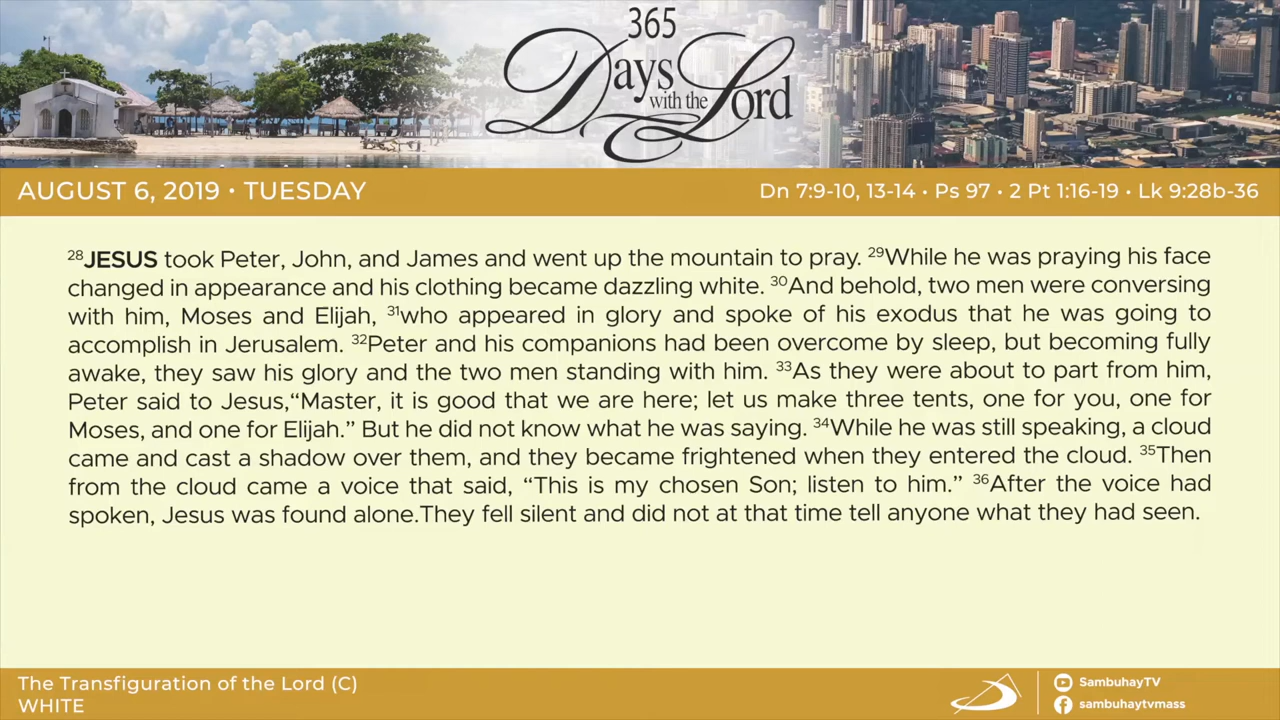 365
Days
with the
Lord
AUGUST 6, 2019 • TUESDAY
Dn 7:9-10, 13-14 • Ps 97 • 2 Pt 1:16-19 • Lk 9:28b-36
28JESUS took Peter, John, and James and went up the mountain to pray. 29While he was praying his face
changed in appearance and his clothing became dazzling white. 30And behold, two men were conversing
with him, Moses and Elijah, 31who appeared in glory and spoke of his exodus that he was going to
accomplish in Jerusalem. 32Peter and his companions had been overcome by sleep, but becoming fully
awake, they saw his glory and the two men standing with him. 33As they were about to part from him,
Peter said to Jesus,“Master, it is good that we are here; let us make three tents, one for you, one for
Moses, and one for Elijah.” But he did not know what he was saying. 34While he was still speaking, a cloud
came and cast a shadow over them, and they became frightened when they entered the cloud. 35Then
from the cloud came a voice that said, “This is my chosen Son; listen to him.” 36After the voice had
spoken, Jesus was found alone.They fell silent and did not at that time tell anyone what they had seen.
The Transfiguration of the Lord (C)
WHITE
SambuhayTV
sambuhaytvmass